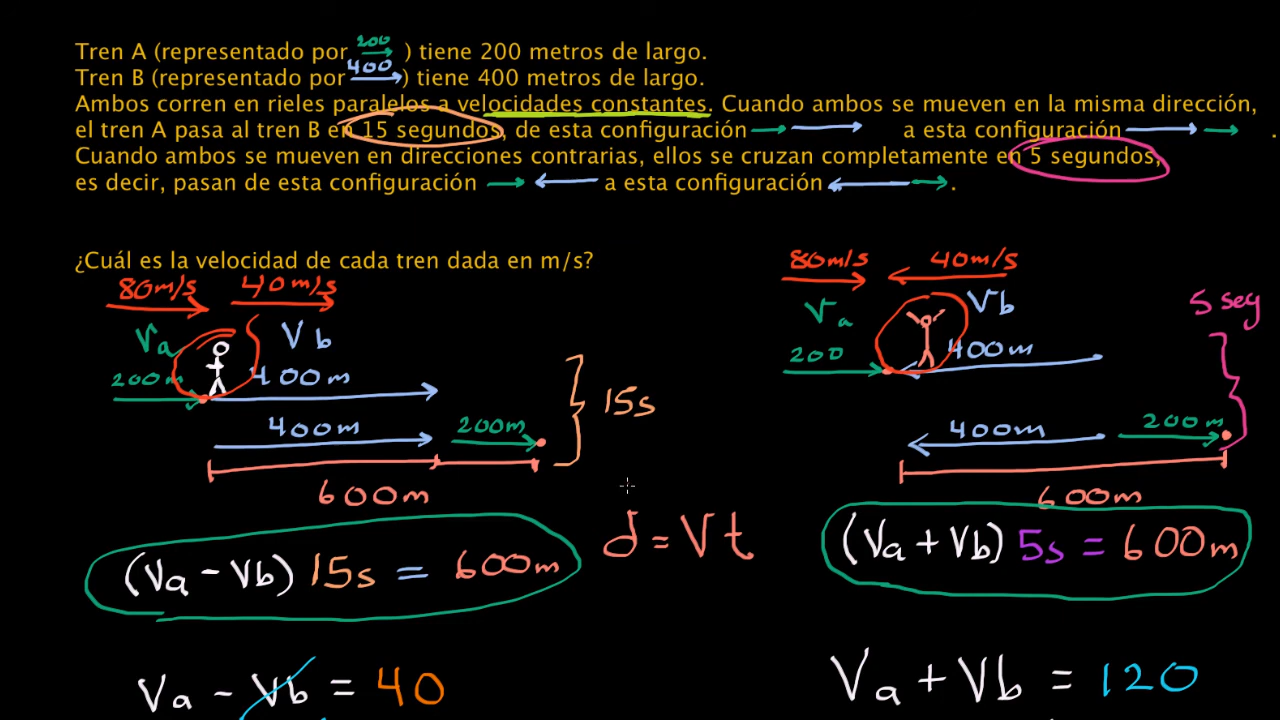 Tren A (representado por 200 ) tiene 200 metros de largo.
Tren B (representado por 400 ) tiene 400 metros de largo.
Ambos corren en rieles paralelos a velocidades constantes. Cuando ambos se mueven en la misma dirección,
el tren A pasa al tren B en 15 segundos, de esta configuración a esta configuración .
Cuando ambos se mueven en direcciones contrarias, ellos se cruzan completamente en 5 segundos,
es decir, pasan de esta configuración a esta configuración .
¿Cuál es la velocidad de cada tren dada en m/s?
80m/s 40m/s
Va Vb
200m 400m
400m 200m
15s
600m
(Va - Vb) 15s = 600m
Va - Vb = 40
d = Vt
80m/s 40m/s
Va Vb
5 seg
200 400m
400m 200m
600m
(Va + Vb) 5s = 600m
Va + Vb = 120